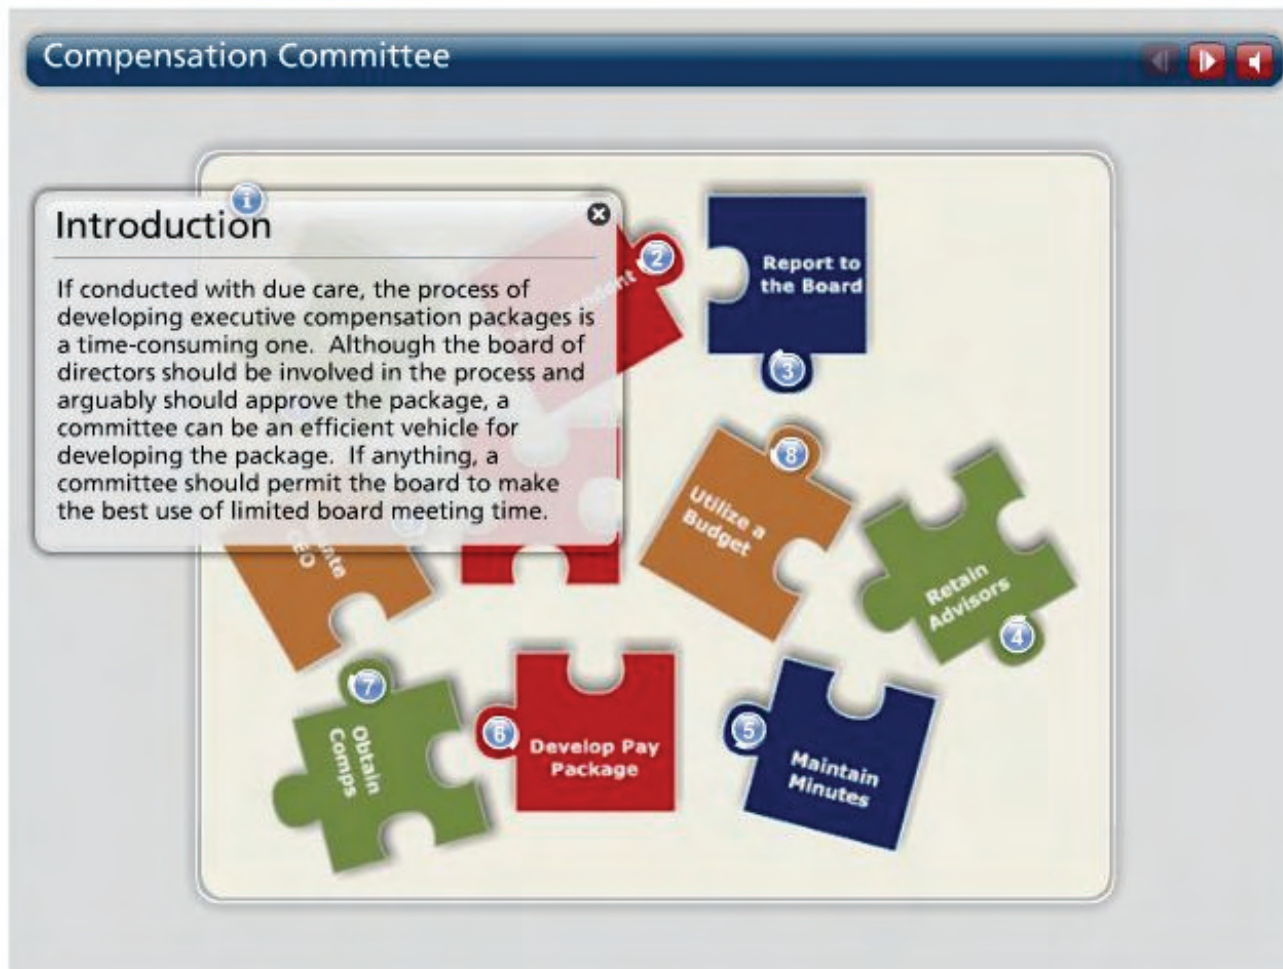 Compensation Committee
i
Introduction
If conducted with due care, the process of
developing executive compensation packages is
a time-consuming one. Although the board of
directors should be involved in the process and
arguably should approve the package, a
committee can be an efficient vehicle for
developing the package. If anything, a
committee should permit the board to make
the best use of limited board meeting time.
2
Report to
the Board
3
8
Utilize a
Budget
Retain
Advisors
4
CEO
7
Obtain
Comps
6
Develop Pay
Package
5
Maintain
Minutes